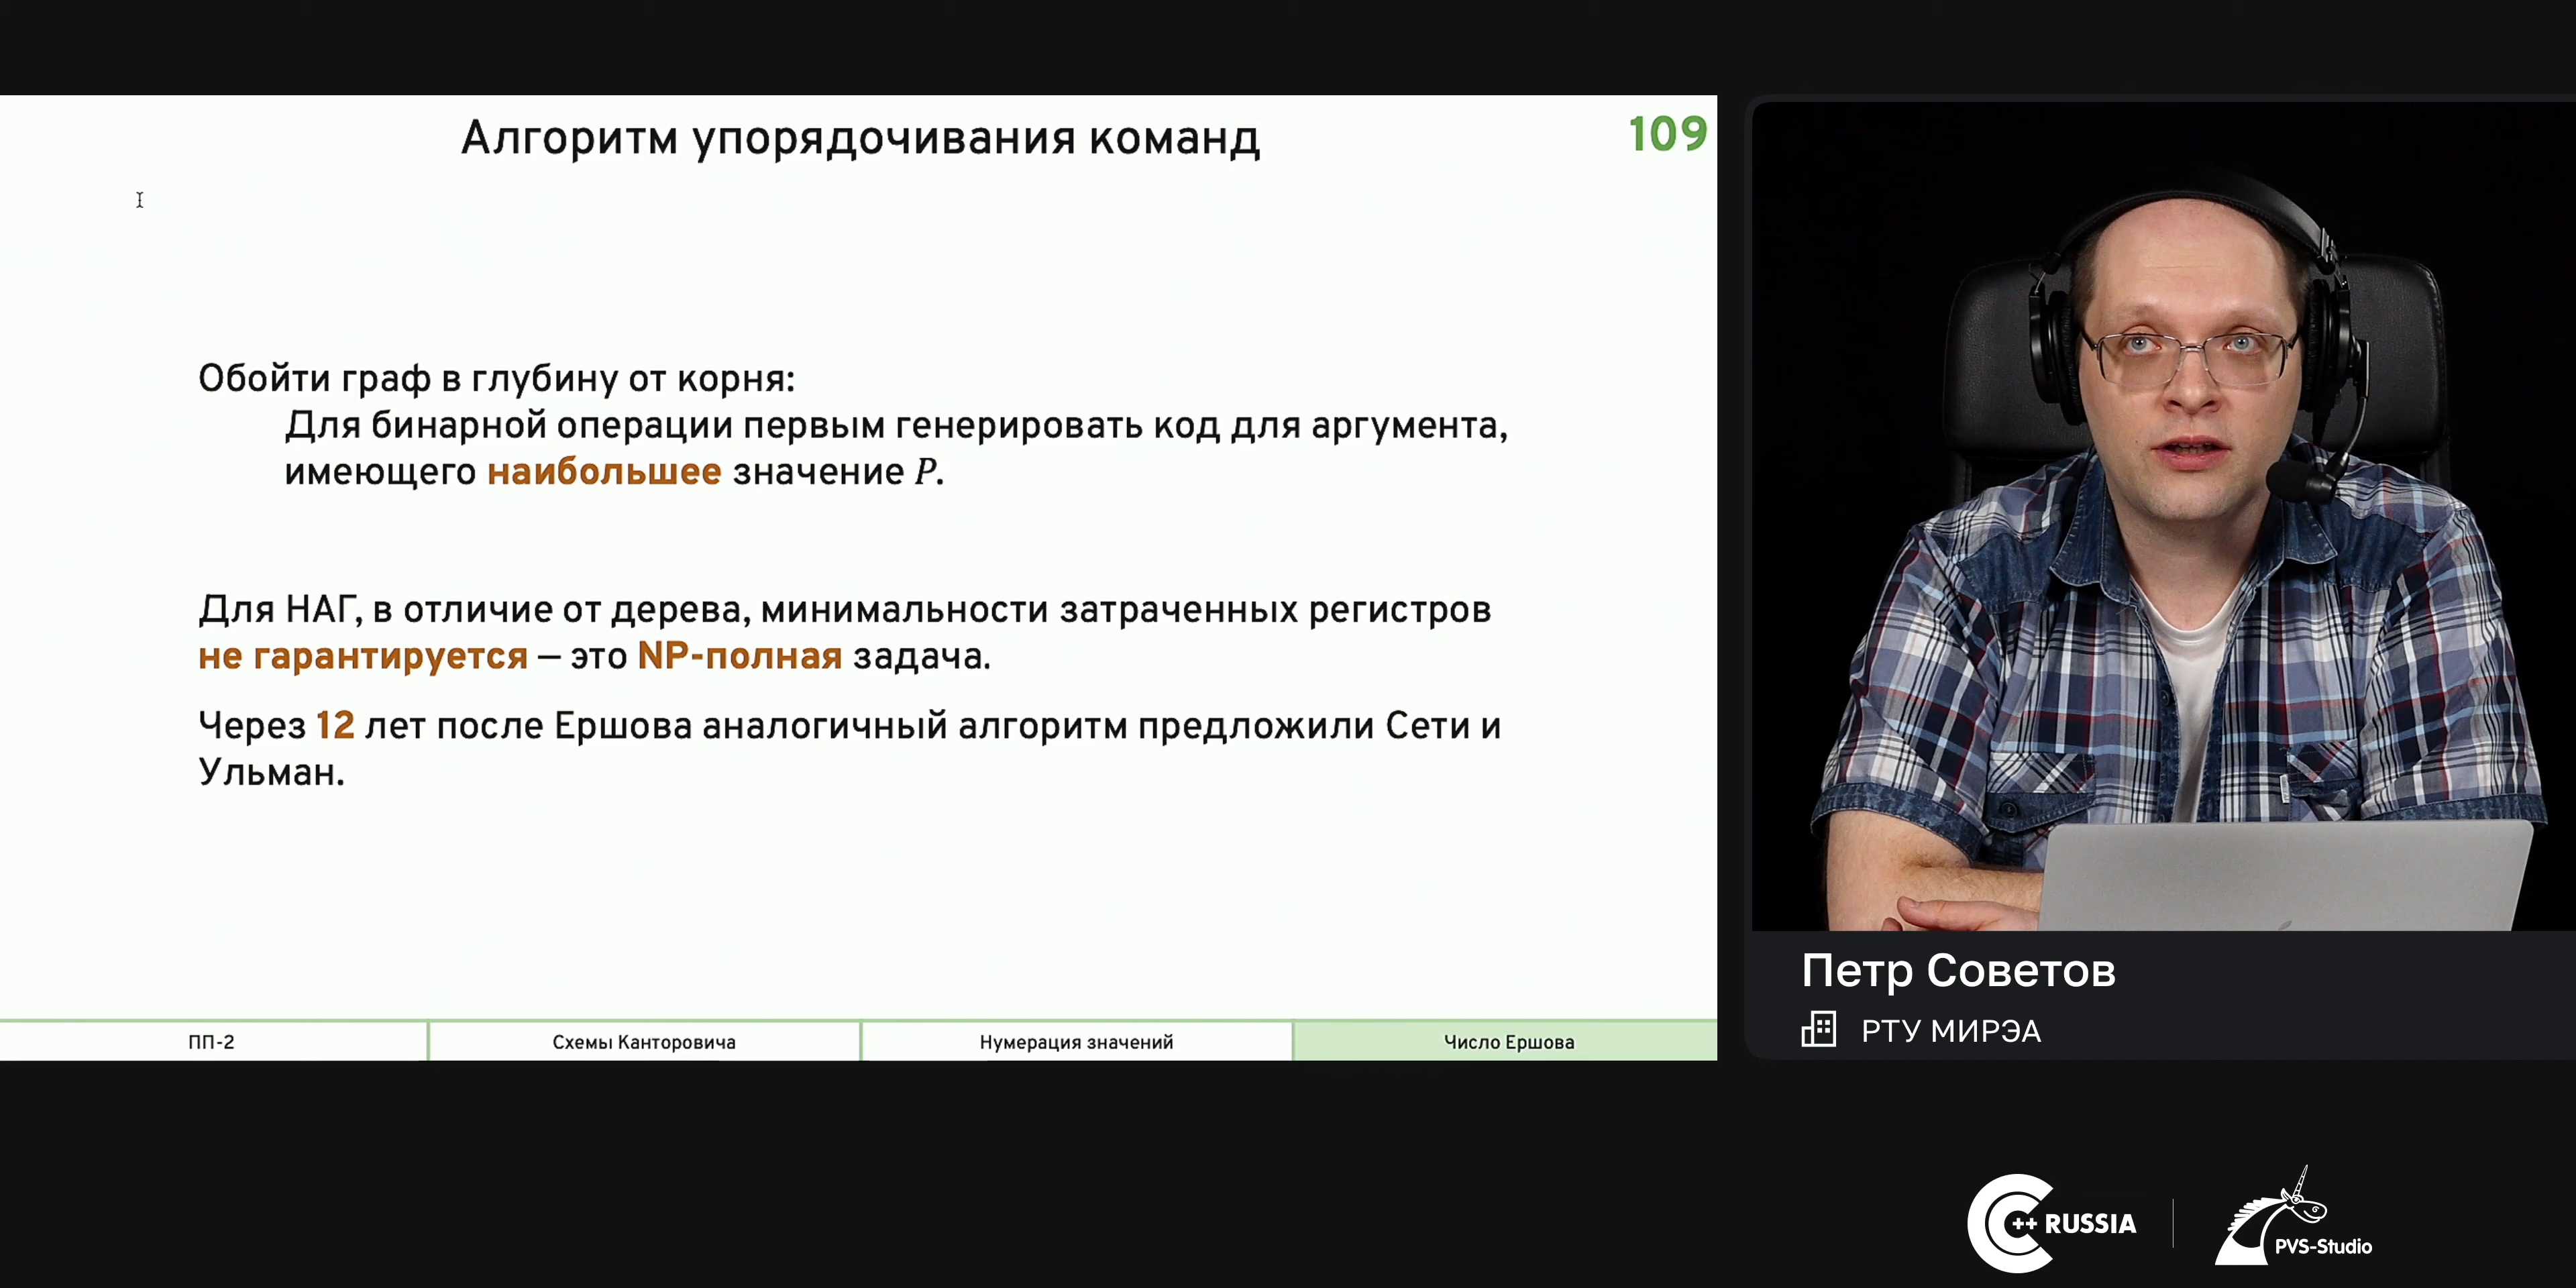 Алгоритм упорядочивания команд
109
Обойти граф в глубину от корня:
Для бинарной операции первым генерировать код для аргумента,
имеющего наибольшее значение P.
Для НАГ, в отличие от дерева, минимальности затраченных регистров
не гарантируется — это NP-полная задача.
Через 12 лет после Ершова аналогичный алгоритм предложили Сети и
Ульман.
ПП-2
Схемы Канторовича
Нумерация значений
Число Ершова
Петр Советов
РТУ МИРЭА
C++ RUSSIA
PVS-Studio